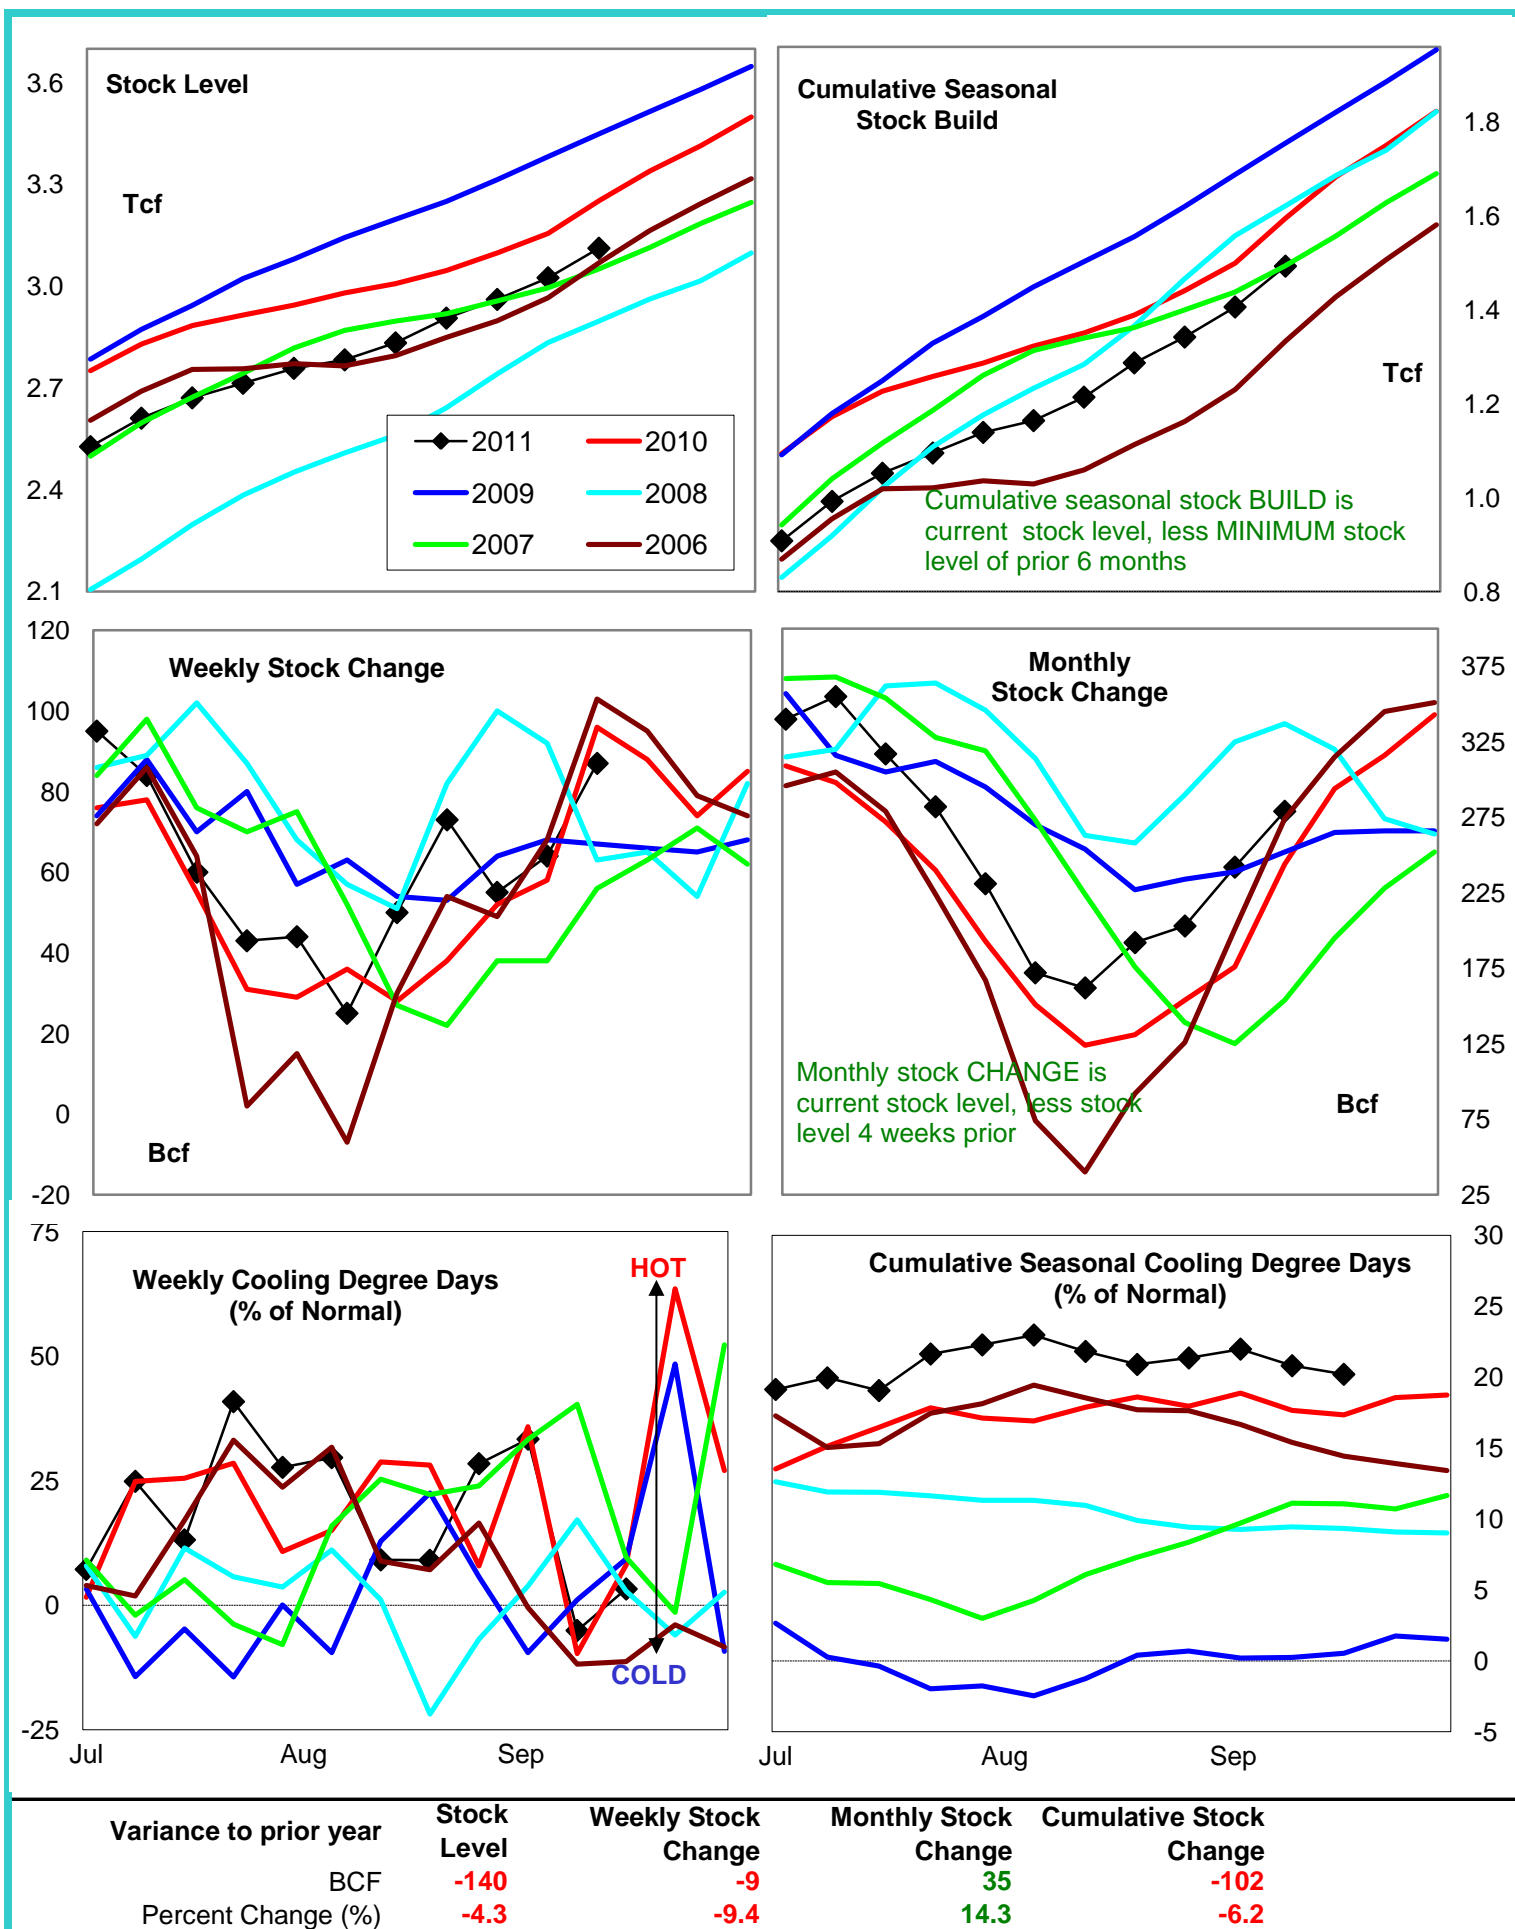 Stock Level
Tcf
3.6
3.3
3.0
2.7
2.4
2.1
2011
2010
2009
2008
2007
2006
Cumulative Seasonal
Stock Build
1.8
1.6
1.4
Tcf
1.2
1.0
0.8
Cumulative seasonal stock BUILD is
current stock level, less MINIMUM stock
level of prior 6 months
Weekly Stock Change
120
100
80
60
40
20
0
-20
Bcf
Monthly
Stock Change
375
325
275
225
175
125
75
25
Monthly stock CHANGE is
current stock level, less stock
level 4 weeks prior
Bcf
Weekly Cooling Degree Days
(% of Normal)
HOT
COLD
75
50
25
0
-25
Jul
Aug
Sep
Cumulative Seasonal Cooling Degree Days
(% of Normal)
30
25
20
15
10
5
0
-5
Jul
Aug
Sep
Variance to prior year Stock Level Weekly Stock Change Monthly Stock Change Cumulative Stock Change
BCF -140 -9 35 -102
Percent Change (%) -4.3 -9.4 14.3 -6.2